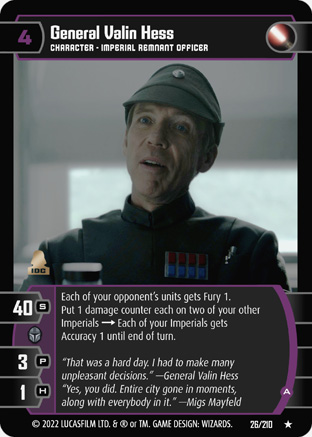 4
General Valin Hess
CHARACTER - IMPERIAL REMNANT OFFICER
IDC
40 S
3 P
1 H
Each of your opponent's units gets Fury 1.
Put 1 damage counter each on two of your other
Imperials → Each of your Imperials gets
Accuracy 1 until end of turn.
"That was a hard day. I had to make many
unpleasant decisions." —General Valin Hess
"Yes, you did. Entire city gone in moments,
along with everybody in it." —Migs Mayfeld
A
© 2022 LUCASFILM LTD. & ® or TM. GAME DESIGN: WIZARDS. 26/210 ★